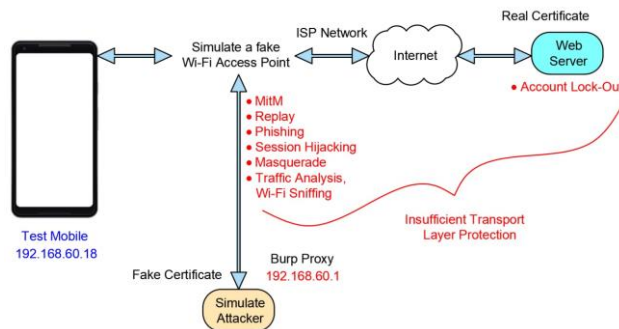 Real Certificate
ISP Network
Simulate a fake
Wi-Fi Access Point
Internet
Web
Server
• Account Lock-Out
• MitM
• Replay
• Phishing
• Session Hijacking
• Masquerade
• Traffic Analysis,
Wi-Fi Sniffing
Insufficient Transport
Layer Protection
Test Mobile
192.168.60.18
Burp Proxy
192.168.60.1
Fake Certificate
Simulate
Attacker